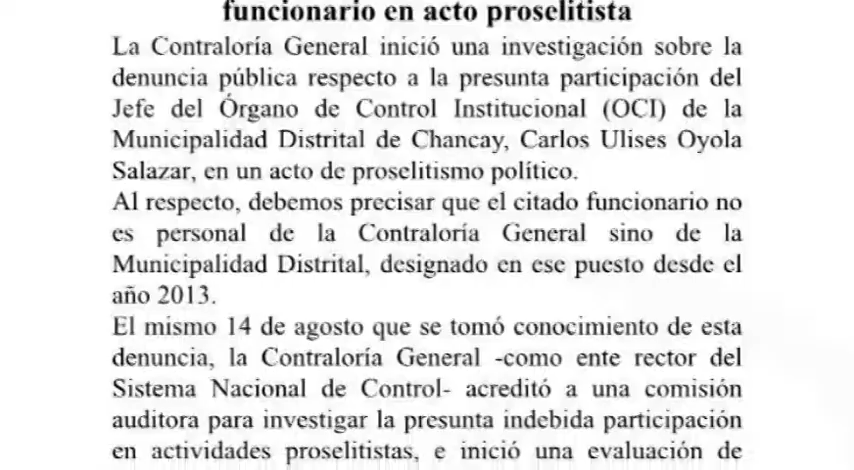 funcionario en acto proselitista
La Contraloría General inició una investigación sobre la
denuncia pública respecto a la presunta participación del
Jefe del Órgano de Control Institucional (OCI) de la
Municipalidad Distrital de Chancay, Carlos Ulises Oyola
Salazar, en un acto de proselitismo político.
Al respecto, debemos precisar que el citado funcionario no
es personal de la Contraloría General sino de la
Municipalidad Distrital, designado en ese puesto desde el
año 2013.
El mismo 14 de agosto que se tomó conocimiento de esta
denuncia, la Contraloría General -como ente rector del
Sistema Nacional de Control- acreditó a una comisión
auditora para investigar la presunta indebida participación
en actividades proselitistas, e inició una evaluación de